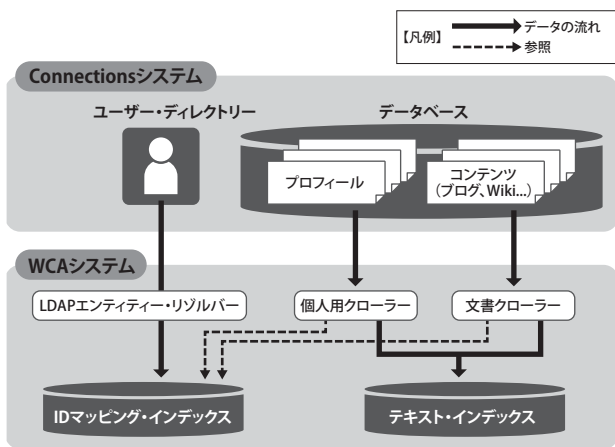 【凡例】
データの流れ
参照
Connectionsシステム
ユーザー・ディレクトリー
データベース
プロフィール
コンテンツ
(ブログ、Wiki...)
WCAシステム
LDAPエンティティー・リゾルバー
個人用クローラー
文書クローラー
IDマッピング・インデックス
テキスト・インデックス